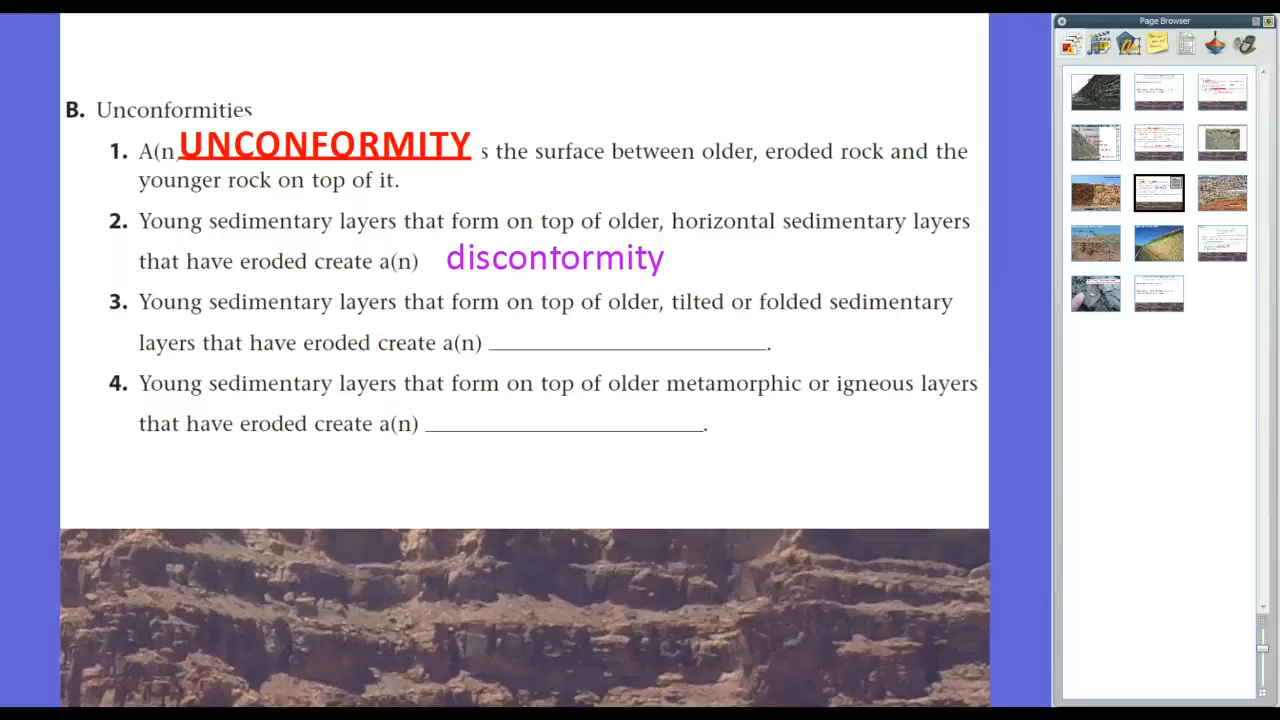 Page Browser
B. Unconformities
1. A(n UNCONFORMITY s the surface between older, eroded rock and the
younger rock on top of it.
2. Young sedimentary layers that form on top of older, horizontal sedimentary layers
that have eroded create a(n) disconformity
3. Young sedimentary layers that form on top of older, tilted or folded sedimentary
layers that have eroded create a(n) ____________________.
4. Young sedimentary layers that form on top of older metamorphic or igneous layers
that have eroded create a(n) ____________________.